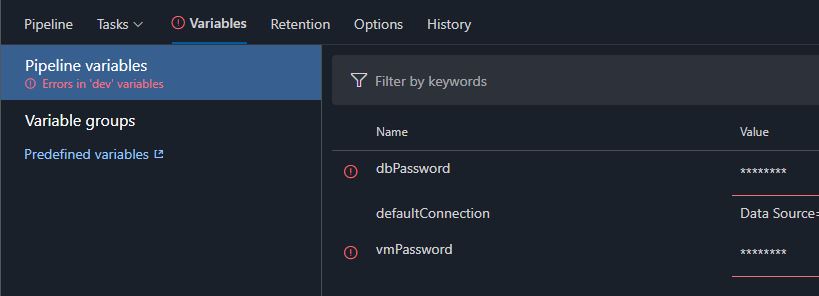 Pipeline Tasks Variables Retention Options History
Pipeline variables
Errors in 'dev' variables
Variable groups
Predefined variables
Filter by keywords
Name Value
dbPassword ********
defaultConnection Data Source=
vmPassword ********